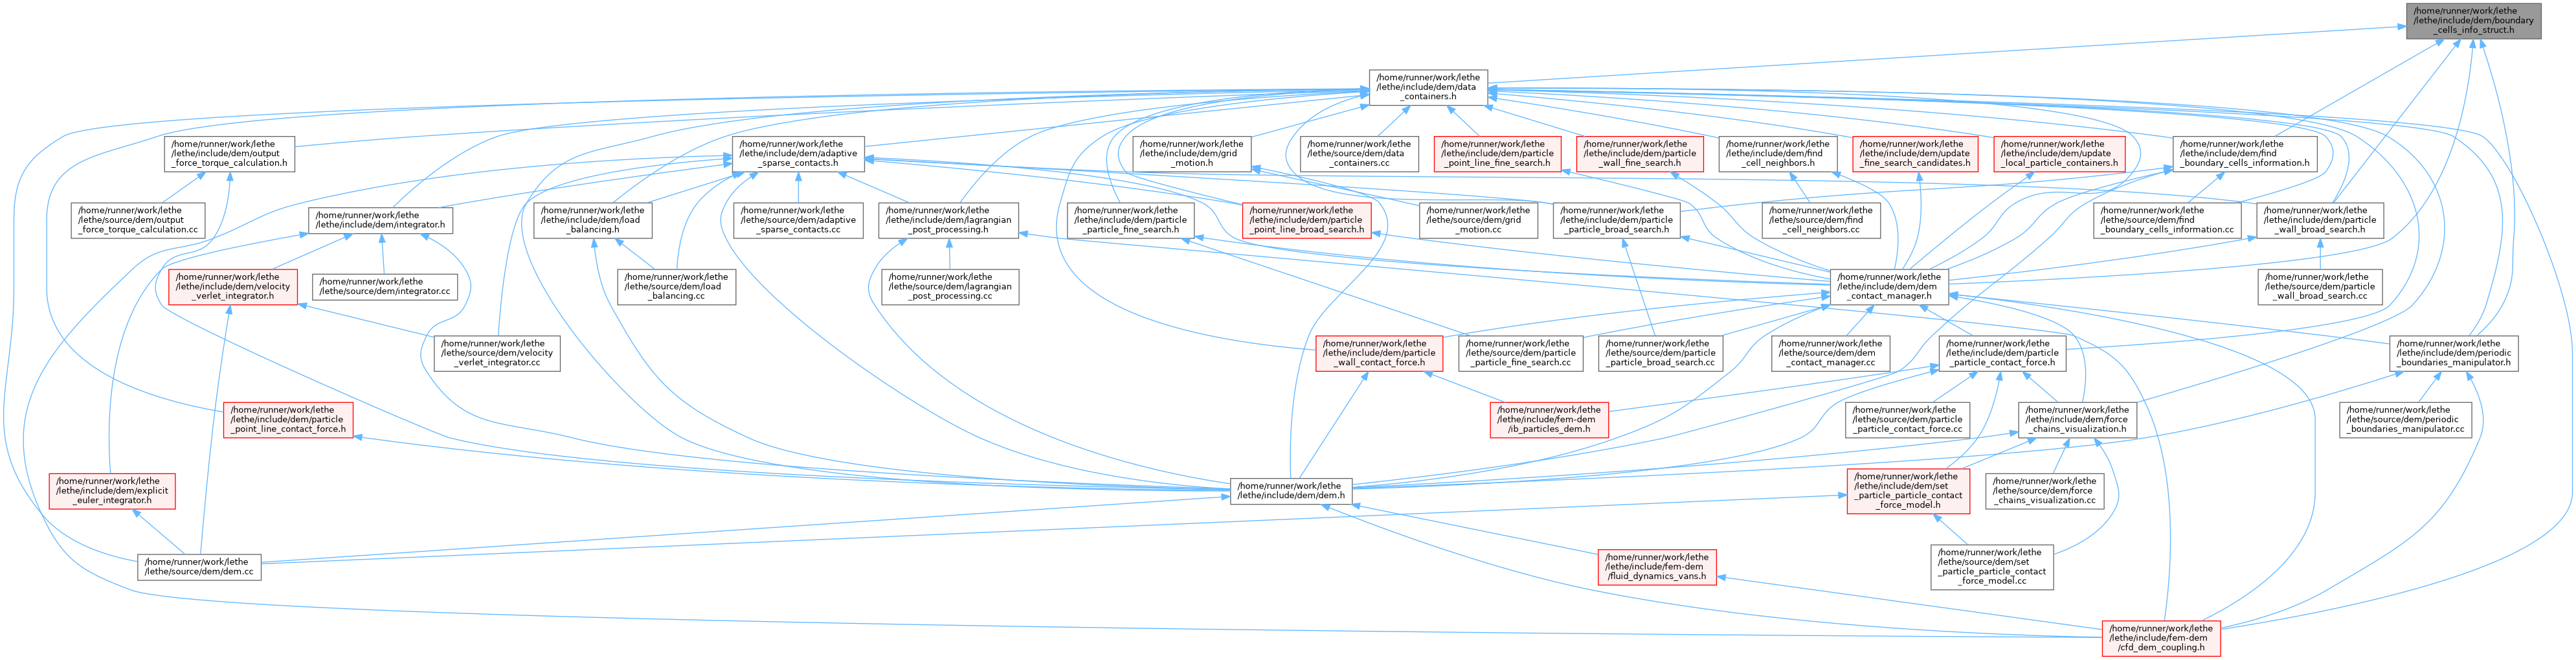 /home/runner/work/lethe
/lethe/include/dem/boundary
_cells_info_struct.h
/home/runner/work/lethe
/lethe/include/dem/data
_containers.h
/home/runner/work/lethe
/lethe/include/dem/output
_force_torque_calculation.h
/home/runner/work/lethe
/lethe/include/dem/adaptive
_sparse_contacts.h
/home/runner/work/lethe
/lethe/include/dem/grid
_motion.h
/home/runner/work/lethe
/lethe/source/dem/data
_containers.cc
/home/runner/work/lethe
/lethe/include/dem/particle
_point_line_fine_search.h
/home/runner/work/lethe
/lethe/include/dem/particle
_wall_fine_search.h
/home/runner/work/lethe
/lethe/include/dem/find
_cell_neighbors.h
/home/runner/work/lethe
/lethe/include/dem/update
_fine_search_candidates.h
/home/runner/work/lethe
/lethe/include/dem/update
_local_particle_containers.h
/home/runner/work/lethe
/lethe/include/dem/find
_boundary_cells_information.h
/home/runner/work/lethe
/lethe/source/dem/output
_force_torque_calculation.cc
/home/runner/work/lethe
/lethe/include/dem/integrator.h
/home/runner/work/lethe
/lethe/include/dem/load
_balancing.h
/home/runner/work/lethe
/lethe/source/dem/adaptive
_sparse_contacts.cc
/home/runner/work/lethe
/lethe/include/dem/lagrangian
_post_processing.h
/home/runner/work/lethe
/lethe/include/dem/particle
_particle_fine_search.h
/home/runner/work/lethe
/lethe/include/dem/particle
_point_line_broad_search.h
/home/runner/work/lethe
/lethe/source/dem/grid
_motion.cc
/home/runner/work/lethe
/lethe/include/dem/particle
_particle_broad_search.h
/home/runner/work/lethe
/lethe/source/dem/find
_cell_neighbors.cc
/home/runner/work/lethe
/lethe/source/dem/find
_boundary_cells_information.cc
/home/runner/work/lethe
/lethe/include/dem/particle
_wall_broad_search.h
/home/runner/work/lethe
/lethe/include/dem/velocity
_verlet_integrator.h
/home/runner/work/lethe
/lethe/source/dem/integrator.cc
/home/runner/work/lethe
/lethe/source/dem/load
_balancing.cc
/home/runner/work/lethe
/lethe/source/dem/lagrangian
_post_processing.cc
/home/runner/work/lethe
/lethe/include/dem/dem
_contact_manager.h
/home/runner/work/lethe
/lethe/source/dem/particle
_wall_broad_search.cc
/home/runner/work/lethe
/lethe/source/dem/velocity
_verlet_integrator.cc
/home/runner/work/lethe
/lethe/include/dem/particle
_wall_contact_force.h
/home/runner/work/lethe
/lethe/source/dem/particle
_particle_fine_search.cc
/home/runner/work/lethe
/lethe/source/dem/particle
_particle_broad_search.cc
/home/runner/work/lethe
/lethe/source/dem/dem
_contact_manager.cc
/home/runner/work/lethe
/lethe/include/dem/particle
_particle_contact_force.h
/home/runner/work/lethe
/lethe/include/dem/periodic
_boundaries_manipulator.h
/home/runner/work/lethe
/lethe/include/dem/particle
_point_line_contact_force.h
/home/runner/work/lethe
/lethe/include/fem-dem
/ib_particles_dem.h
/home/runner/work/lethe
/lethe/source/dem/particle
_particle_contact_force.cc
/home/runner/work/lethe
/lethe/include/dem/force
_chains_visualization.h
/home/runner/work/lethe
/lethe/source/dem/periodic
_boundaries_manipulator.cc
/home/runner/work/lethe
/lethe/include/dem/explicit
_euler_integrator.h
/home/runner/work/lethe
/lethe/include/dem/dem.h
/home/runner/work/lethe
/lethe/include/dem/set
_particle_particle_contact
_force_model.h
/home/runner/work/lethe
/lethe/source/dem/force
_chains_visualization.cc
/home/runner/work/lethe
/lethe/source/dem/dem.cc
/home/runner/work/lethe
/lethe/include/fem-dem
/fluid_dynamics_vans.h
/home/runner/work/lethe
/lethe/source/dem/set
_particle_particle_contact
_force_model.cc
/home/runner/work/lethe
/lethe/include/fem-dem
/cfd_dem_coupling.h